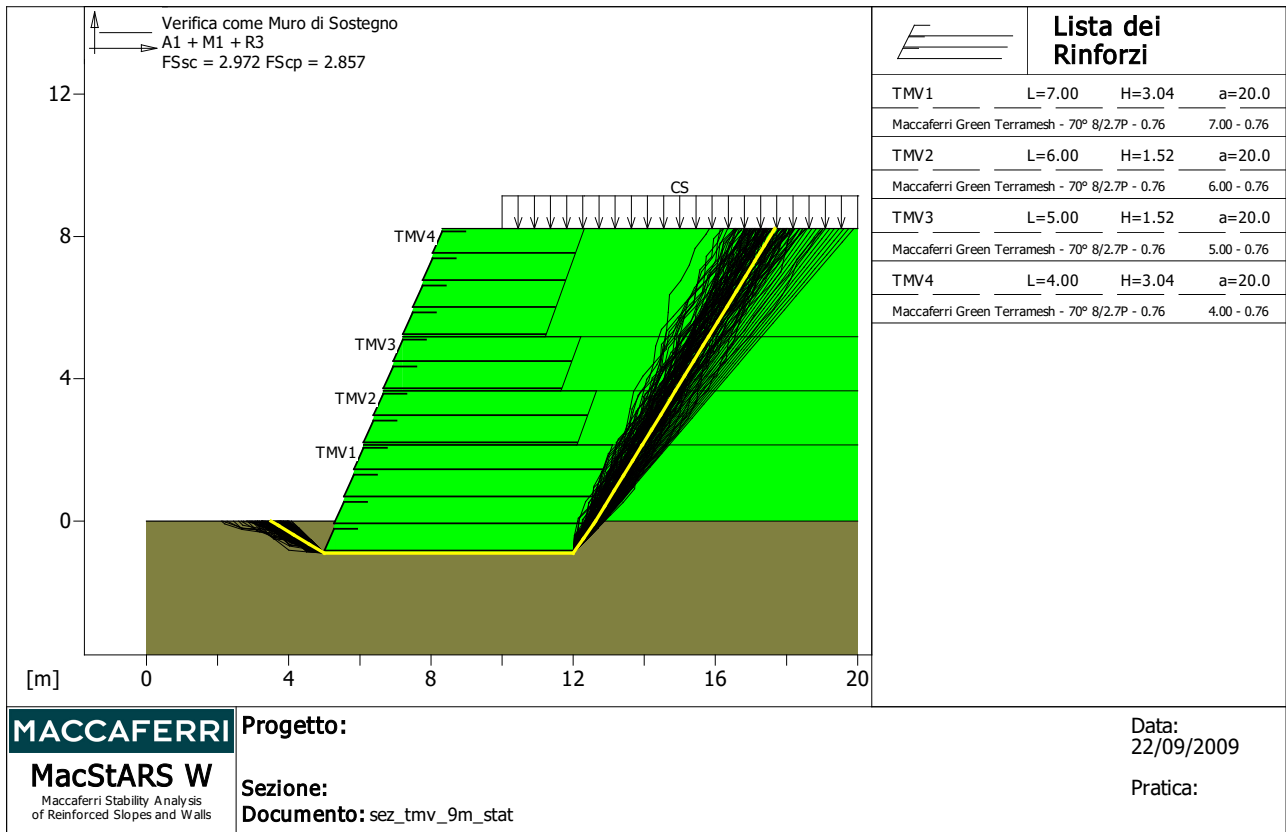 Verifica come Muro di Sostegno
A1 + M1 + R3
FSsc = 2.972 FScp = 2.857
Lista dei
Rinforzi
TMV1 L=7.00 H=3.04 a=20.0
Maccaferri Green Terramesh - 70° 8/2.7P - 0.76 7.00 - 0.76
TMV2 L=6.00 H=1.52 a=20.0
Maccaferri Green Terramesh - 70° 8/2.7P - 0.76 6.00 - 0.76
TMV3 L=5.00 H=1.52 a=20.0
Maccaferri Green Terramesh - 70° 8/2.7P - 0.76 5.00 - 0.76
TMV4 L=4.00 H=3.04 a=20.0
Maccaferri Green Terramesh - 70° 8/2.7P - 0.76 4.00 - 0.76
12
CS
8
TMV4
TMV3
4
TMV2
TMV1
0
[m] 0 4 8 12 16 20
MACCAFERRI
MacStARS W
Maccaferri Stability Analysis
of Reinforced Slopes and Walls
Progetto:
Sezione:
Documento: sez_tmv_9m_stat
Data:
22/09/2009
Pratica: